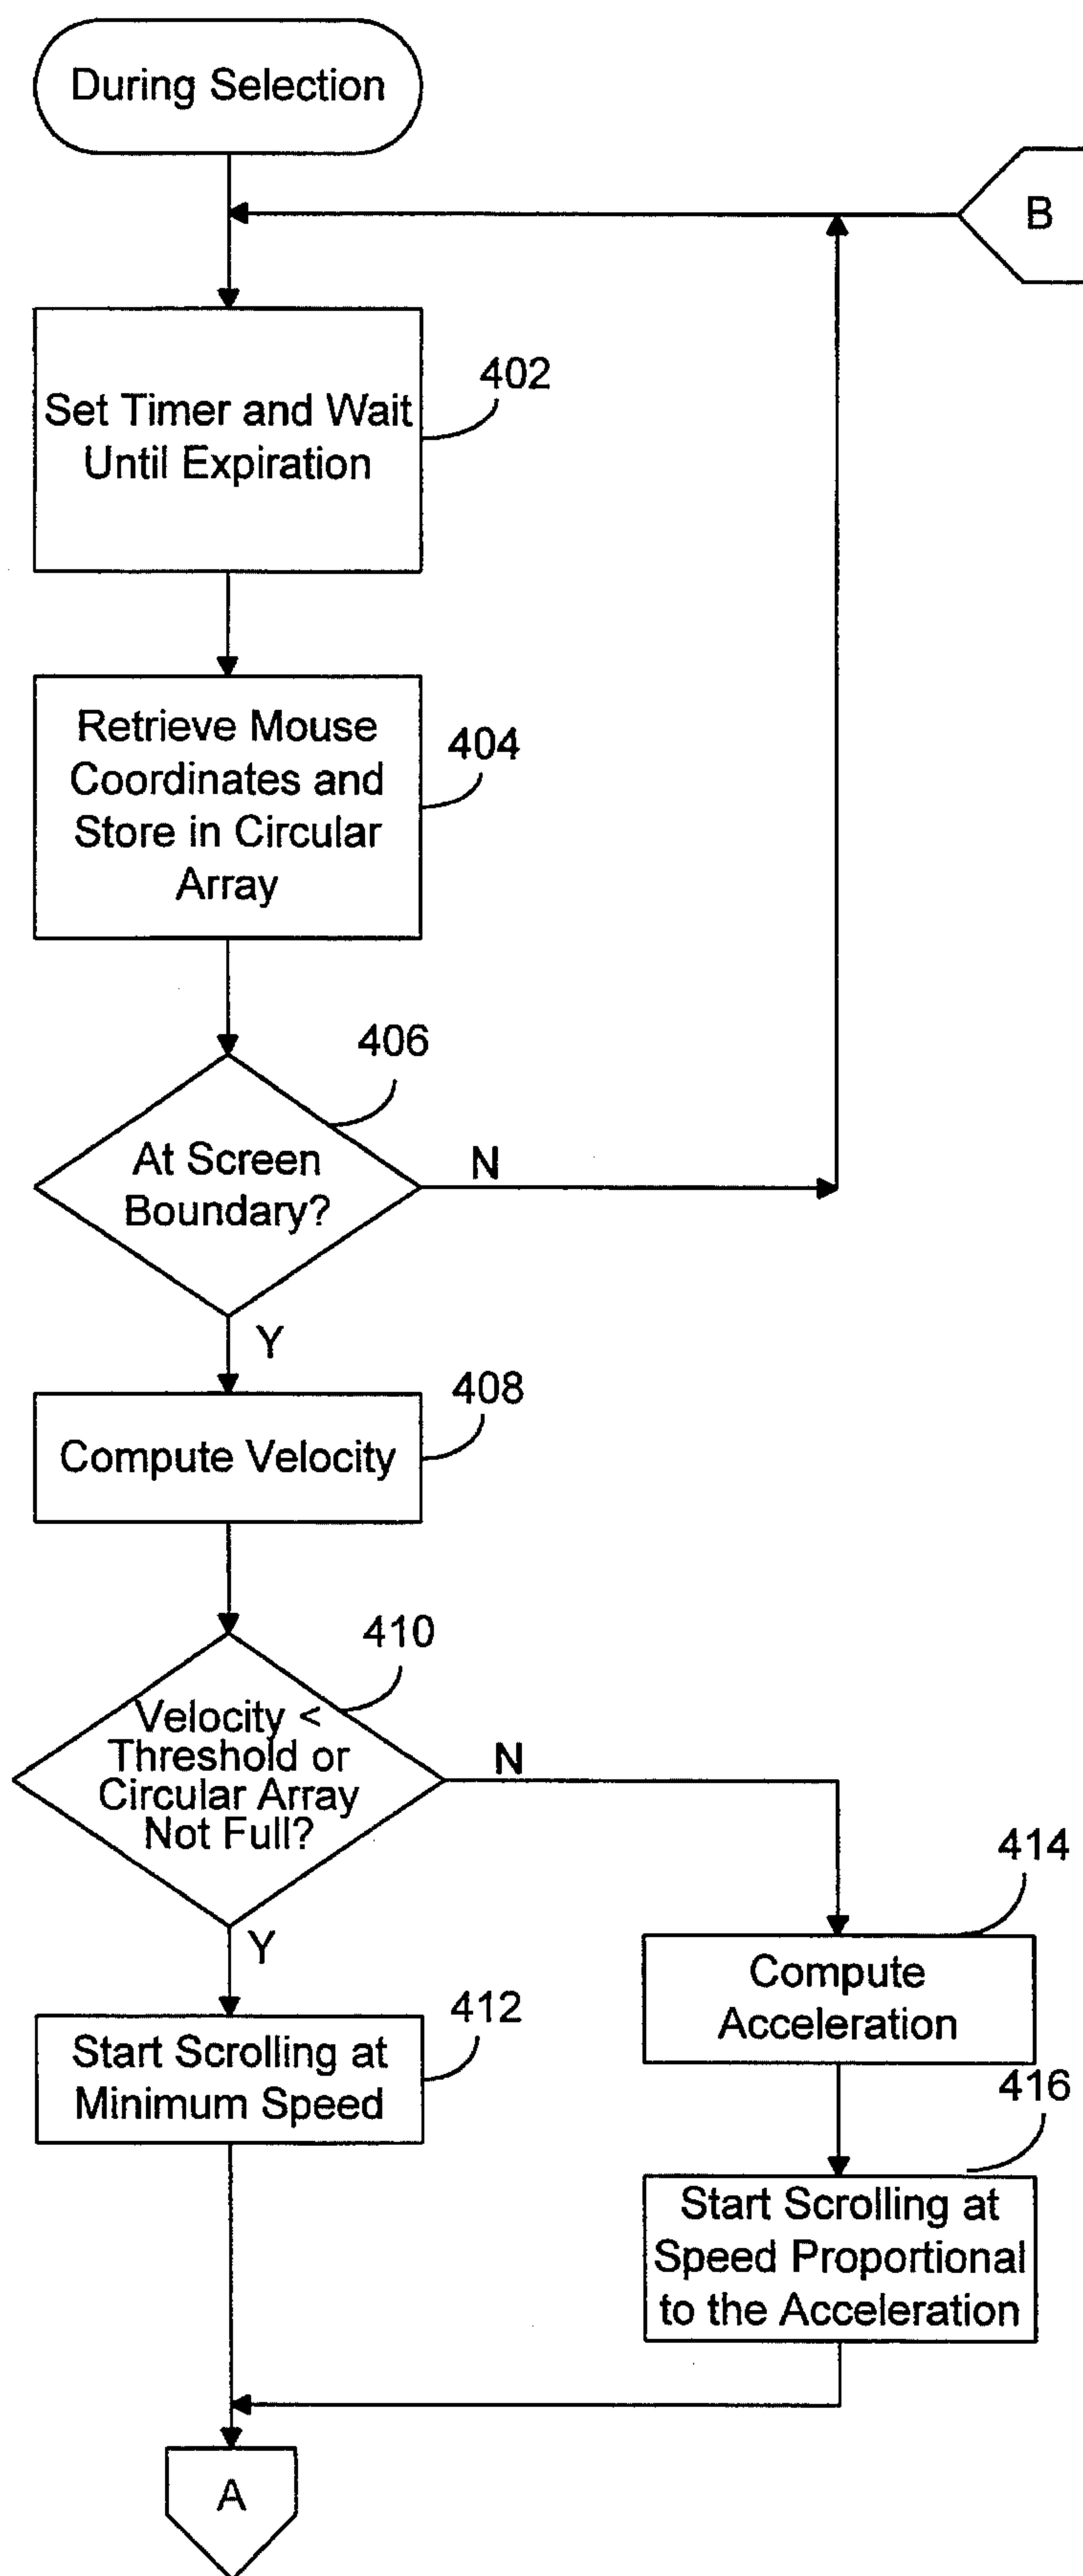 During Selection
B
402
Set Timer and Wait
Until Expiration
404
Retrieve Mouse
Coordinates and
Store in Circular
Array
406
At Screen
Boundary?
N
Y
408
Compute Velocity
410
Velocity <
Threshold or
Circular Array
Not Full?
N
Y
414
Compute
Acceleration
412
Start Scrolling at
Minimum Speed
416
Start Scrolling at
Speed Proportional
to the Acceleration
A